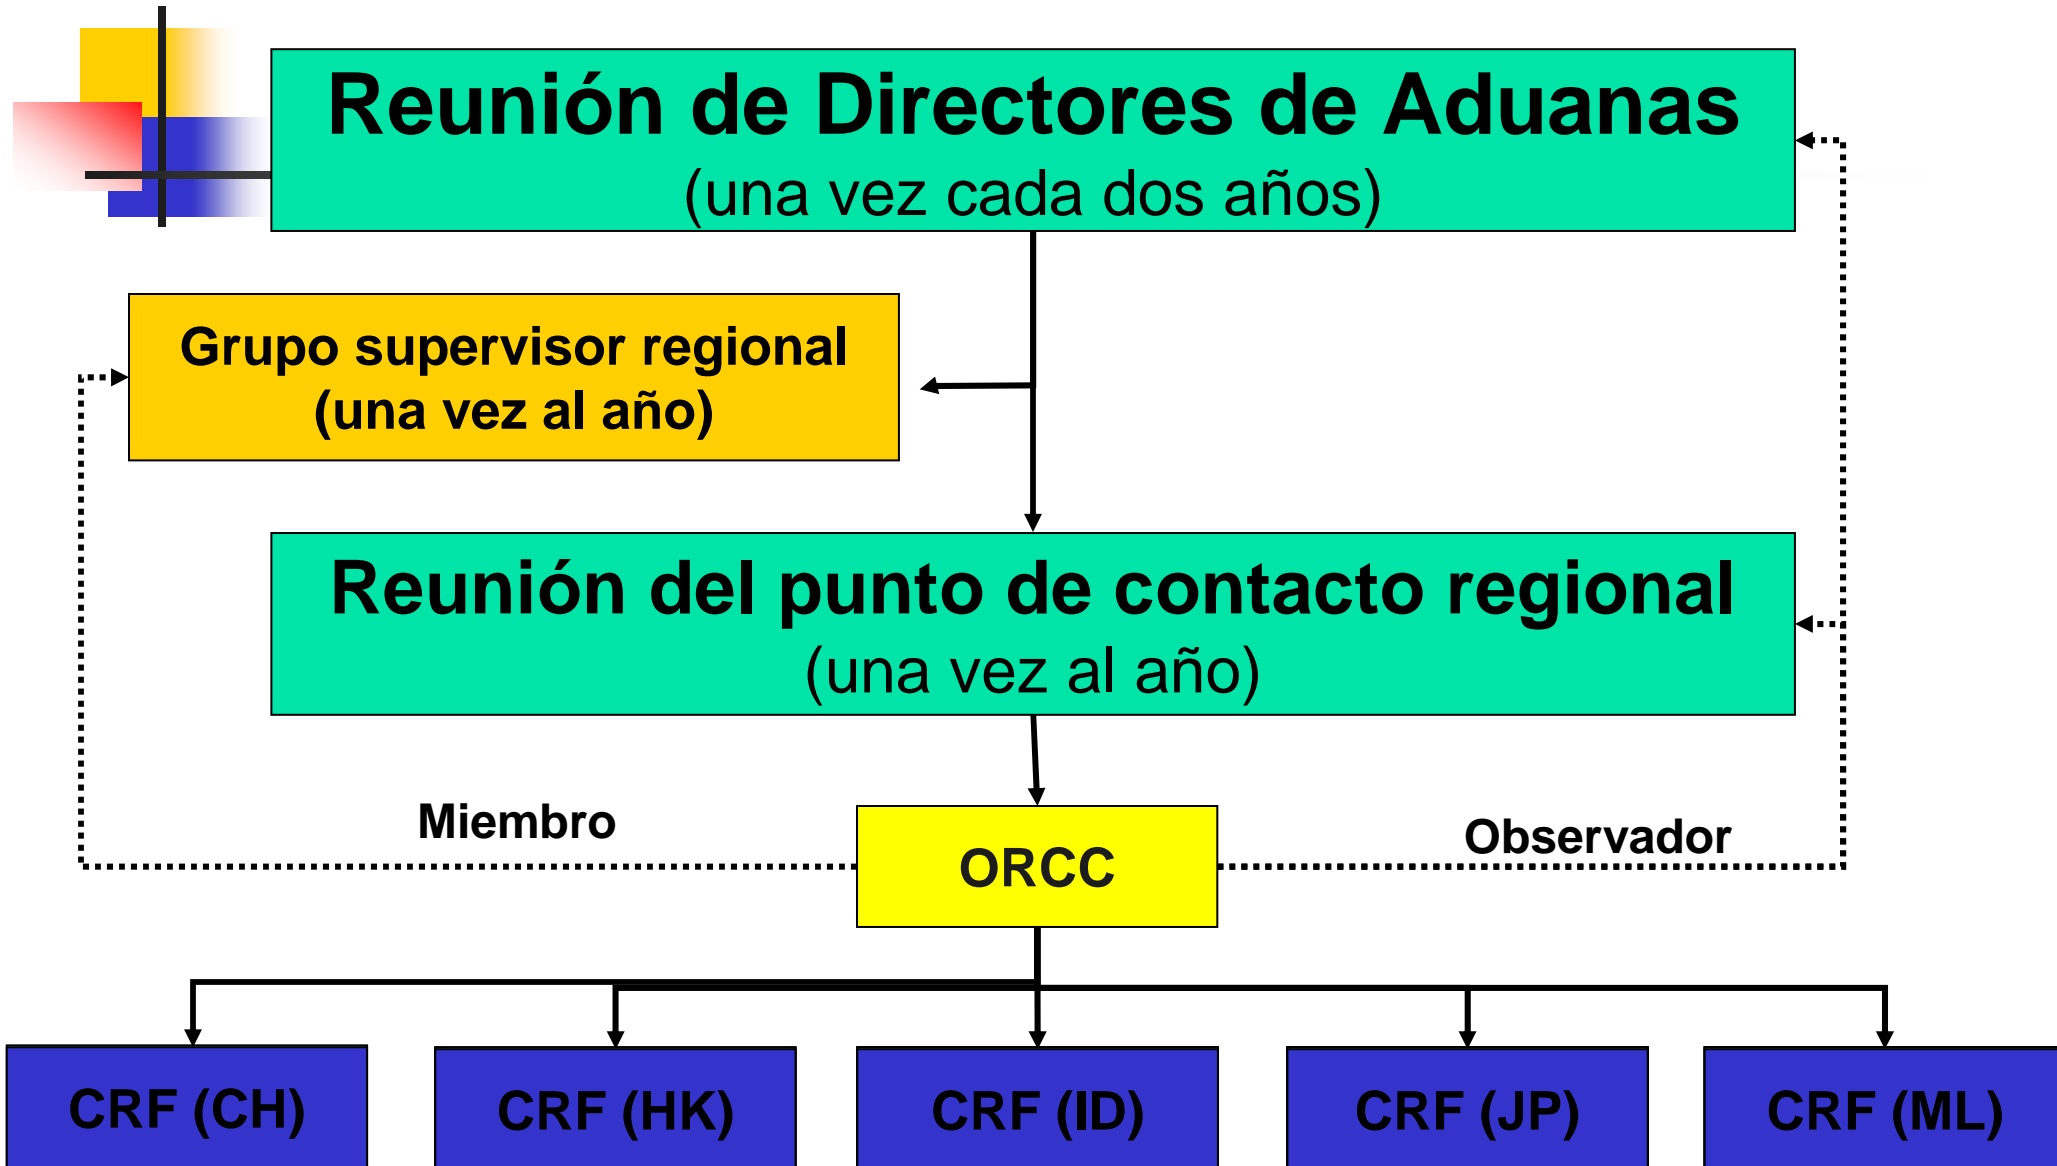 Reunión de Directores de Aduanas
(una vez cada dos años)
Grupo supervisor regional
(una vez al año)
Reunión del punto de contacto regional
(una vez al año)
Miembro
ORCC
Observador
CRF (CH)
CRF (HK)
CRF (ID)
CRF (JP)
CRF (ML)